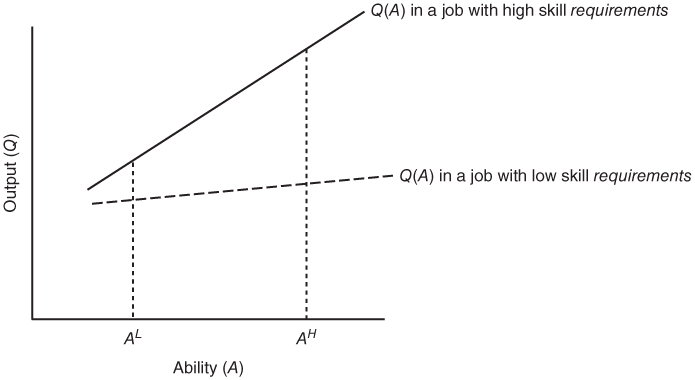 Q(A) in a job with high skill requirements
Output (Q)
Q(A) in a job with low skill requirements
A^L
A^H
Ability (A)